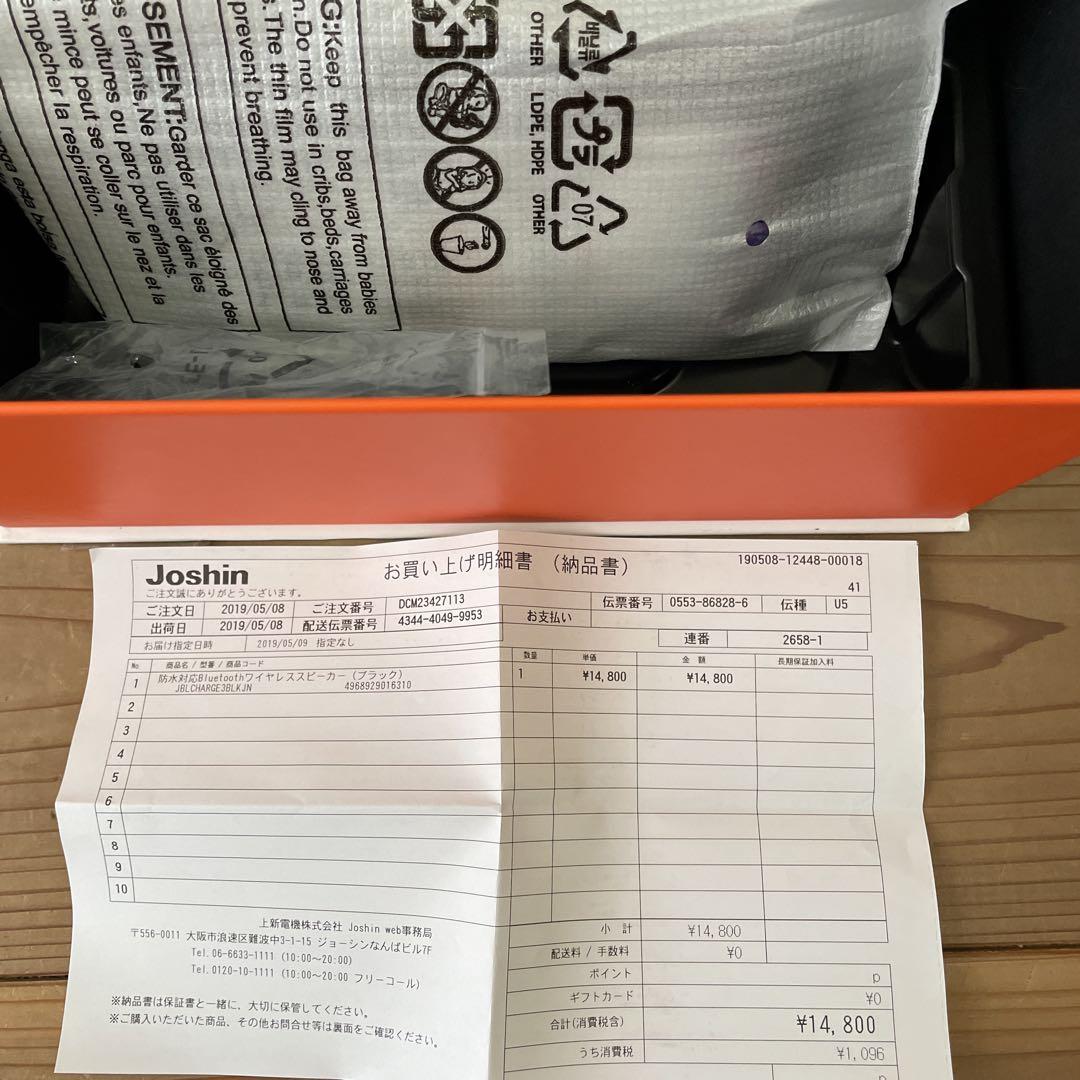 SEMENT:Garder ce sac éloigné des
es enfants,Ne pas utiliser dans les
ts,voitures ou parc pour enfants.
mince peut se coller sur le nez et la
empêcher la respiration.
esta bolsa
G:Keep this bag away from babies
n.Do not use in cribs,beds,carriages
s.The thin film may cling to nose and
prevent breathing.
비닐류
OTHER
プラ
LDPE, HDPE
07
OTHER
Joshin
ご注文誠にありがとうございます。
お買い上げ明細書 (納品書)
190508-12448-00018
41
ご注文日 2019/05/08 ご注文番号 DCM23427113
出荷日 2019/05/08 配送伝票番号 4344-4049-9953
お届け指定日時 2019/05/09 指定なし
お支払い
伝票番号 0553-86828-6 伝種 U5
連番 2658-1
No 商品名 / 型番 / 商品コード 数量 単価 金額 長期保証加入料
1 防水対応Bluetoothワイヤレススピーカー (ブラック) 1 ¥14,800 ¥14,800
JBLCHARGE3BLKJN 4968929016310
2
3
4
5
6
7
8
9
10
上新電機株式会社 Joshin web事務局
〒556-0011 大阪市浪速区難波中3-1-15 ジョーシンなんばビル7F
Tel. 06-6633-1111 (10:00～20:00)
Tel. 0120-10-1111 (10:00～20:00 フリーコール)
※納品書は保証書と一緒に、大切に保管してください。
※ご購入いただいた商品、その他お問合せ等は裏面をご確認ください。
小計 ¥14,800
配送料 / 手数料 ¥0
ポイント p
ギフトカード ¥0
合計(消費税含) ¥14,800
うち消費税 ¥1,096
p